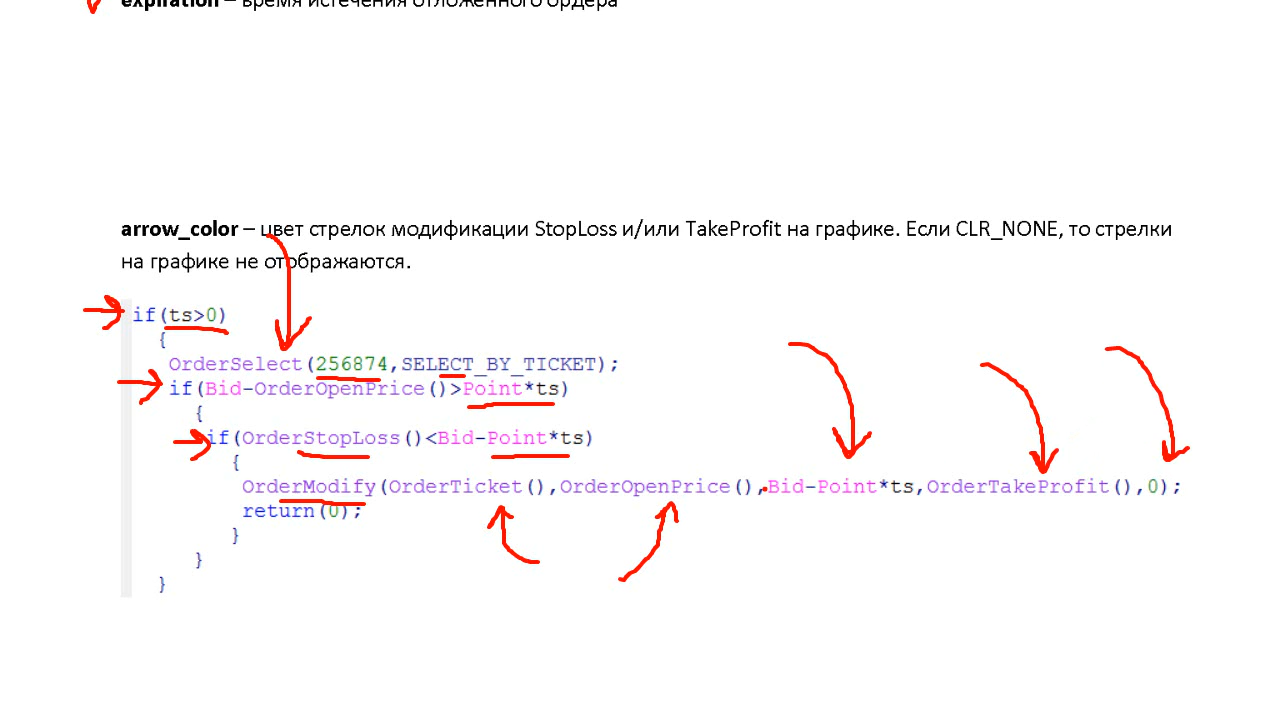 expiration – время истечения отложенного ордера
arrow_color – цвет стрелок модификации StopLoss и/или TakeProfit на графике. Если CLR_NONE, то стрелки
на графике не отображаются.
if(ts>0)
{
OrderSelect(256874,SELECT_BY_TICKET);
if(Bid-OrderOpenPrice()>Point*ts)
{
if(OrderStopLoss()<Bid-Point*ts)
{
OrderModify(OrderTicket(),OrderOpenPrice(),Bid-Point*ts,OrderTakeProfit(),0);
return(0);
}
}
}